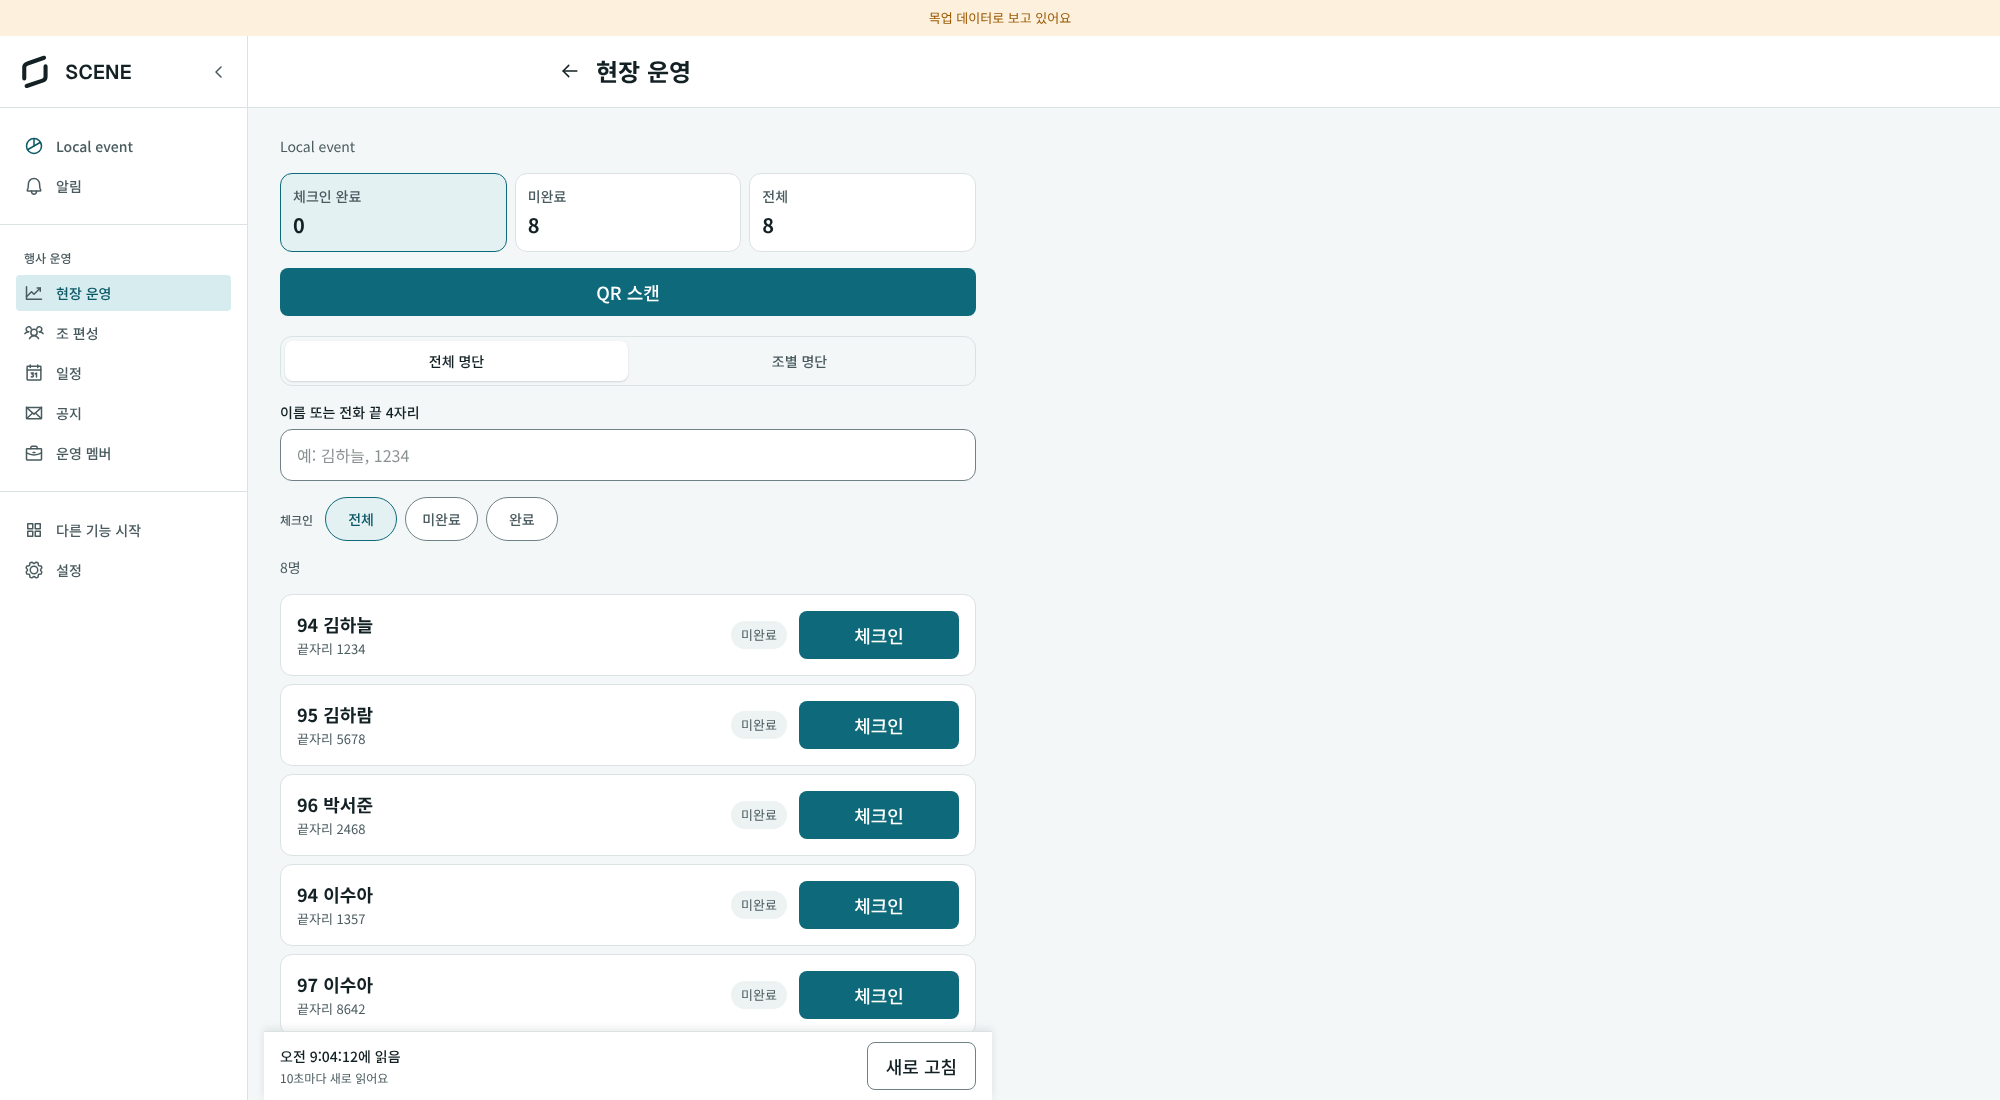 목업 데이터로 보고 있어요
SCENE
현장 운영
Local event
알림
행사 운영
현장 운영
조 편성
일정
공지
운영 멤버
다른 기능 시작
설정
Local event
체크인 완료
0
미완료
8
전체
8
QR 스캔
전체 명단
조별 명단
이름 또는 전화 끝 4자리
예: 김하늘, 1234
체크인
전체
미완료
완료
8명
94 김하늘
끝자리 1234
미완료
체크인
95 김하람
끝자리 5678
미완료
체크인
96 박서준
끝자리 2468
미완료
체크인
94 이수아
끝자리 1357
미완료
체크인
97 이수아
끝자리 8642
미완료
체크인
오전 9:04:12에 읽음
10초마다 새로 읽어요
새로 고침